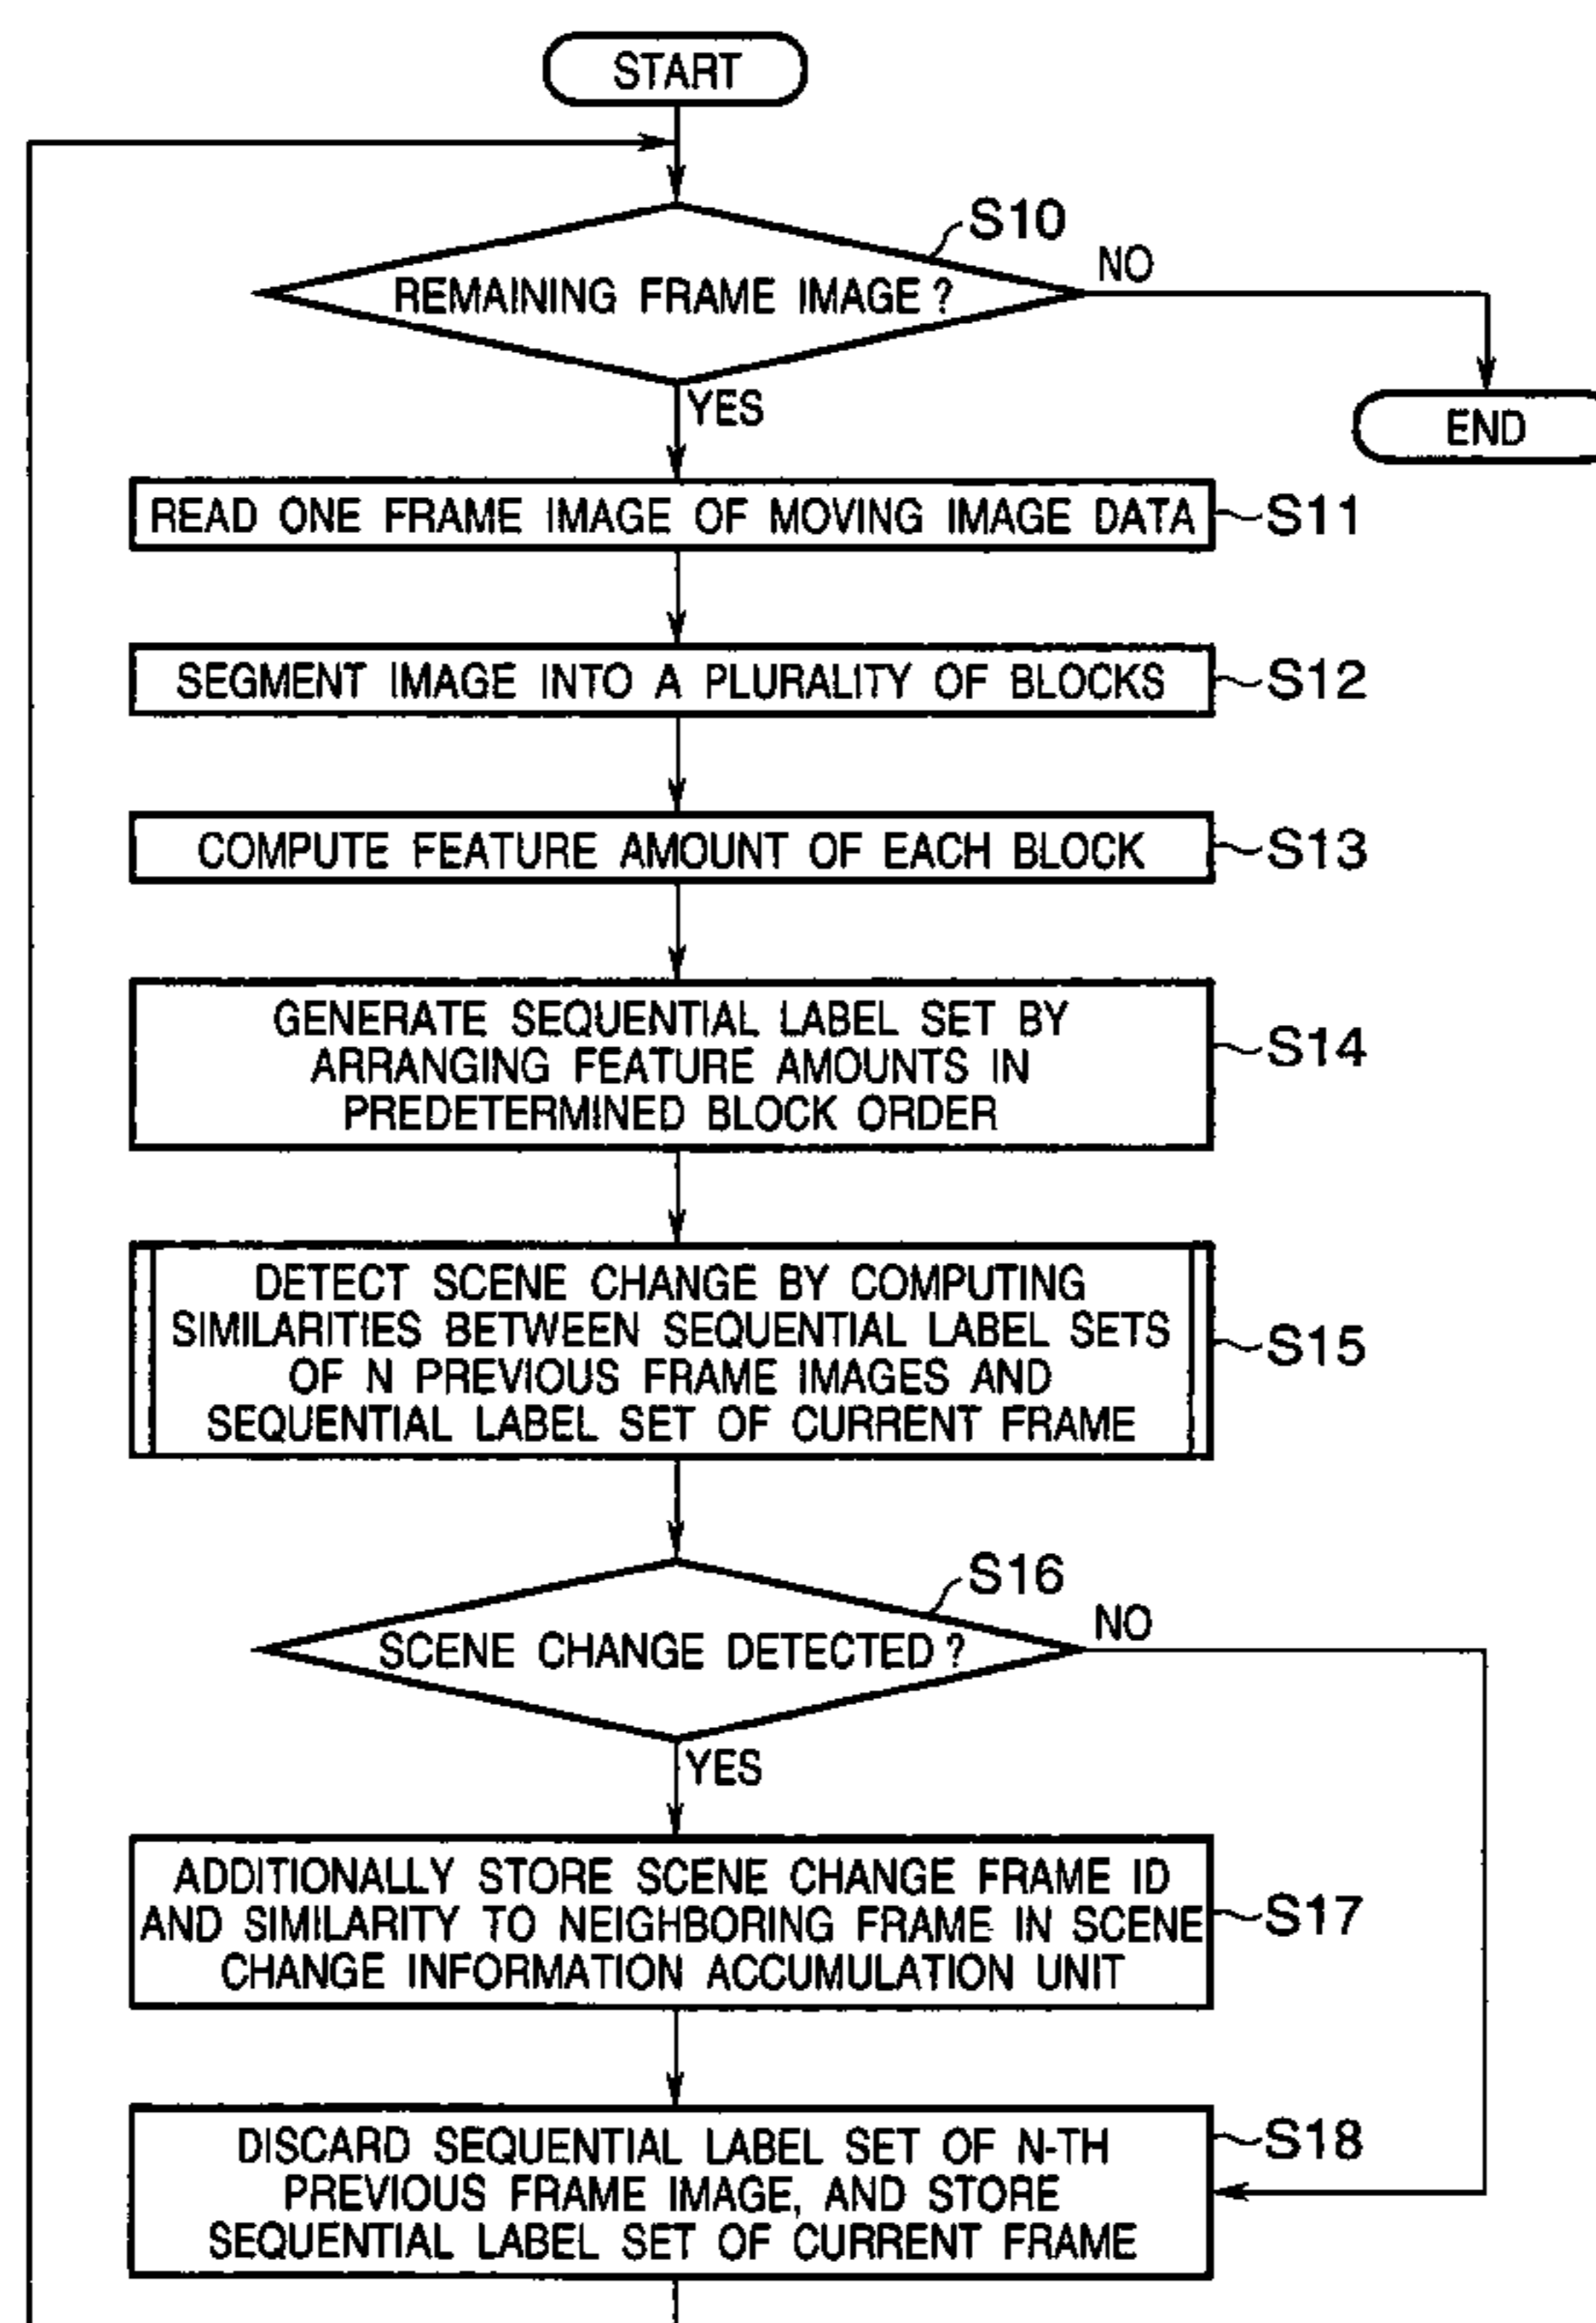 START
S10
REMAINING FRAME IMAGE?
NO
YES
END
READ ONE FRAME IMAGE OF MOVING IMAGE DATA
S11
SEGMENT IMAGE INTO A PLURALITY OF BLOCKS
S12
COMPUTE FEATURE AMOUNT OF EACH BLOCK
S13
GENERATE SEQUENTIAL LABEL SET BY
ARRANGING FEATURE AMOUNTS IN
PREDETERMINED BLOCK ORDER
S14
DETECT SCENE CHANGE BY COMPUTING
SIMILARITIES BETWEEN SEQUENTIAL LABEL SETS
OF N PREVIOUS FRAME IMAGES AND
SEQUENTIAL LABEL SET OF CURRENT FRAME
S15
S16
SCENE CHANGE DETECTED?
NO
YES
ADDITIONALLY STORE SCENE CHANGE FRAME ID
AND SIMILARITY TO NEIGHBORING FRAME IN SCENE
CHANGE INFORMATION ACCUMULATION UNIT
S17
DISCARD SEQUENTIAL LABEL SET OF N-TH
PREVIOUS FRAME IMAGE, AND STORE
SEQUENTIAL LABEL SET OF CURRENT FRAME
S18